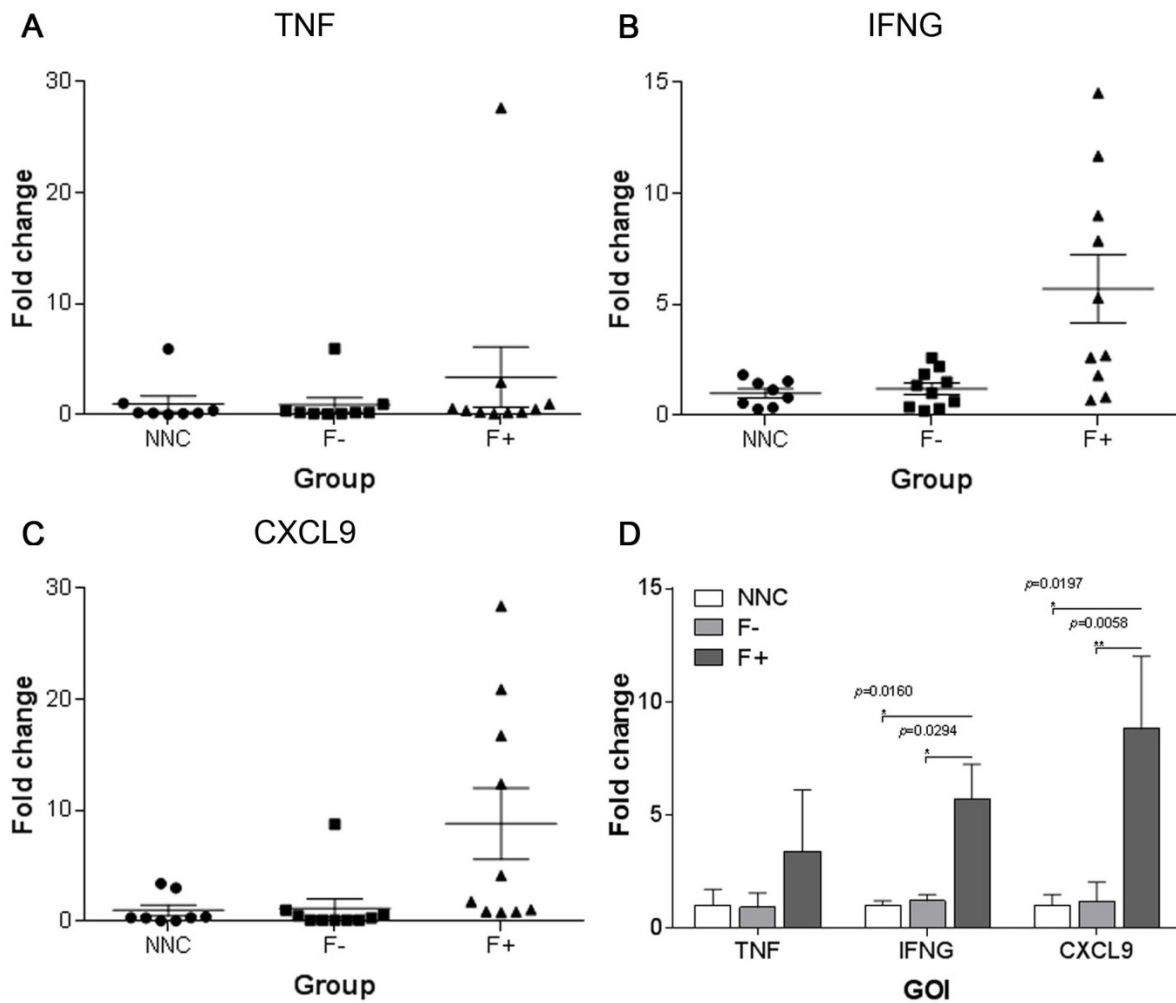 A
TNF
30
20
10
0
Fold change
NNC F- F+
Group
B
IFNG
15
10
5
0
Fold change
NNC F- F+
Group
C
CXCL9
30
20
10
0
Fold change
NNC F- F+
Group
D
15
10
5
0
Fold change
NNC
F-
F+
p=0.0160
*
p=0.0294
*
p=0.0197
*
p=0.0058
**
TNF IFNG CXCL9
GOI